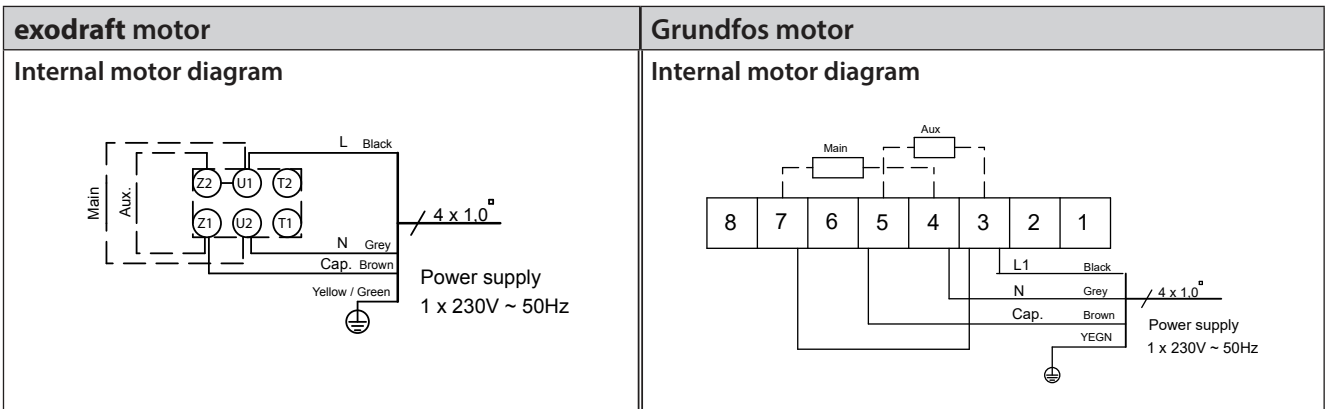 exodraft motor
Internal motor diagram
Main
Aux.
Z2 U1 T2
Z1 U2 T1
L Black
N Grey
Cap. Brown
Yellow / Green
4 x 1,0
Power supply
1 x 230V ~ 50Hz
Grundfos motor
Internal motor diagram
Aux
Main
8 7 6 5 4 3 2 1
L1 Black
N Grey
Cap. Brown
YEGN
4 x 1,0
Power supply
1 x 230V ~ 50Hz